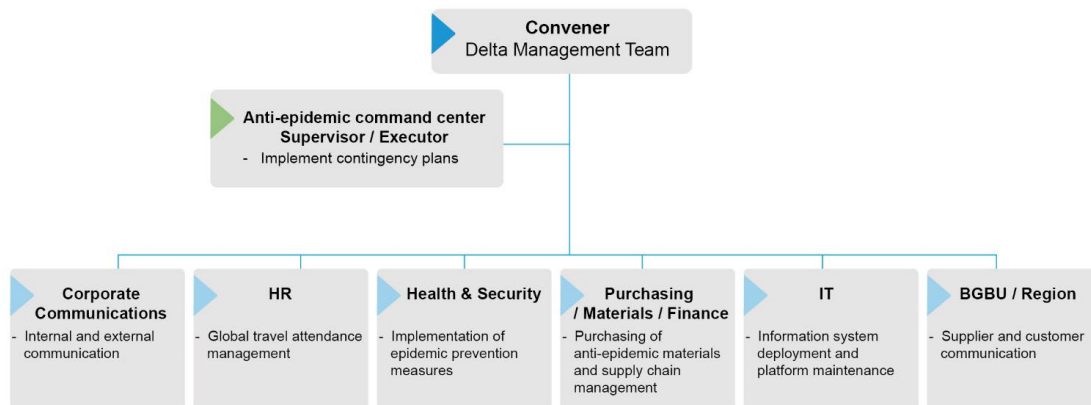 Convener
Delta Management Team
Anti-epidemic command center
Supervisor / Executor
- Implement contingency plans
Corporate
Communications
- Internal and external
communication
HR
- Global travel attendance
management
Health & Security
- Implementation of
epidemic prevention
measures
Purchasing
/ Materials / Finance
- Purchasing of
anti-epidemic materials
and supply chain
management
IT
- Information system
deployment and
platform maintenance
BGBU / Region
- Supplier and customer
communication